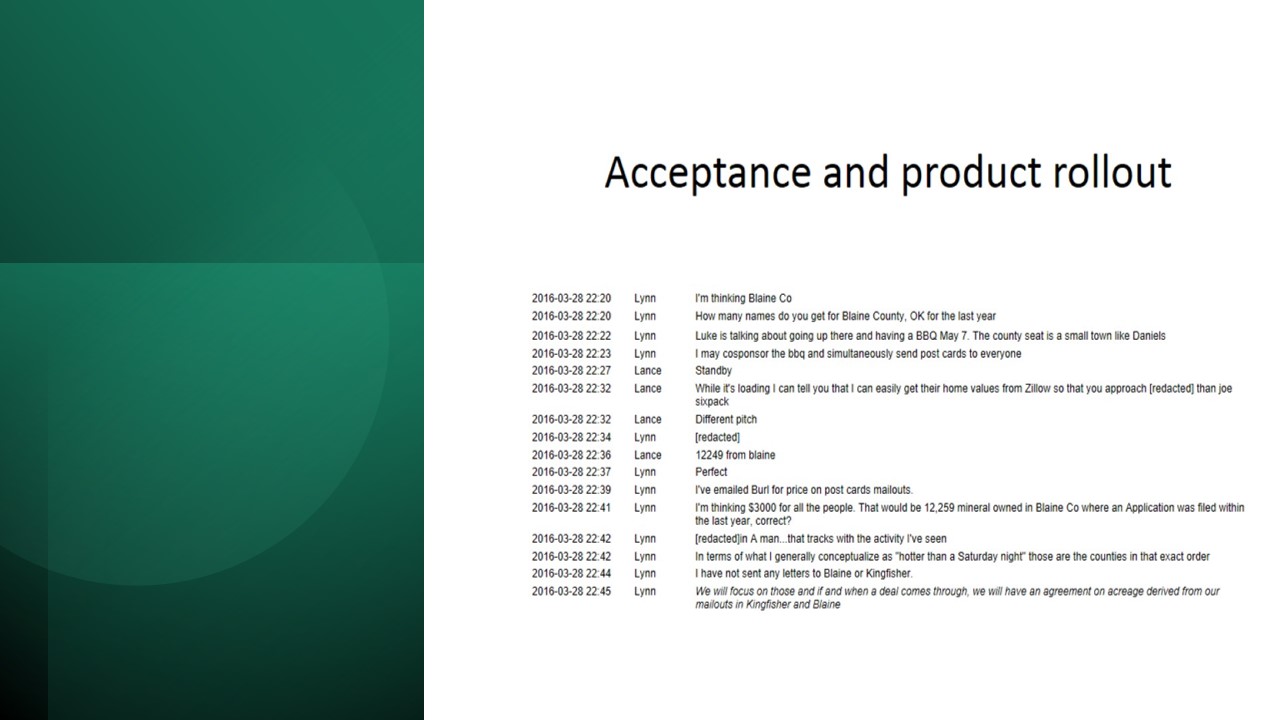 Acceptance and product rollout
2016-03-28 22:20 Lynn I'm thinking Blaine Co
2016-03-28 22:20 Lynn How many names do you get for Blaine County, OK for the last year
2016-03-28 22:22 Lynn Luke is talking about going up there and having a BBQ May 7. The county seat is a small town like Daniels
2016-03-28 22:23 Lynn I may cosponsor the bbq and simultaneously send post cards to everyone
2016-03-28 22:27 Lance Standby
2016-03-28 22:32 Lance While it's loading I can tell you that I can easily get their home values from Zillow so that you approach [redacted] than joe
sixpack
2016-03-28 22:32 Lance Different pitch
2016-03-28 22:34 Lynn [redacted]
2016-03-28 22:36 Lance 12249 from blaine
2016-03-28 22:37 Lynn Perfect
2016-03-28 22:39 Lynn I've emailed Burl for price on post cards mailouts.
2016-03-28 22:41 Lynn I'm thinking $3000 for all the people. That would be 12,259 mineral owned in Blaine Co where an Application was filed within
the last year, correct?
2016-03-28 22:42 Lynn [redacted]in A man...that tracks with the activity I've seen
2016-03-28 22:42 Lynn In terms of what I generally conceptualize as "hotter than a Saturday night" those are the counties in that exact order
2016-03-28 22:44 Lynn I have not sent any letters to Blaine or Kingfisher.
2016-03-28 22:45 Lynn We will focus on those and if and when a deal comes through, we will have an agreement on acreage derived from our
mailouts in Kingfisher and Blaine